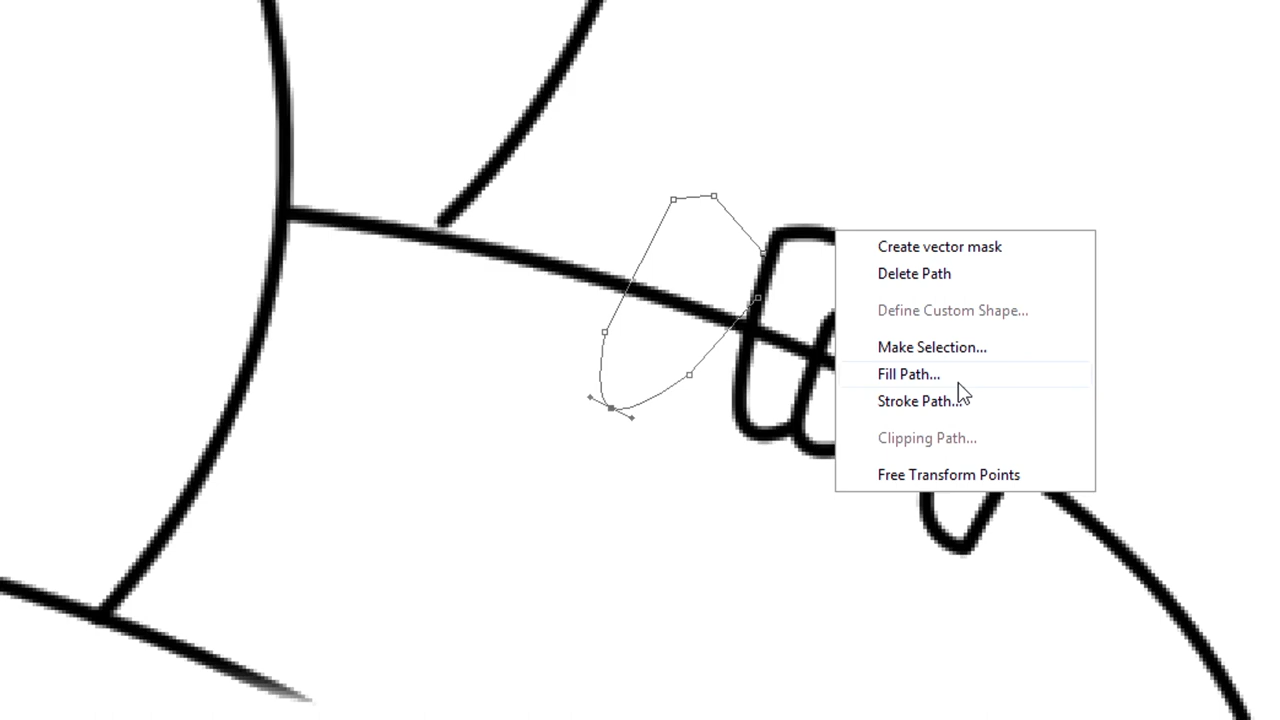 Create vector mask
Delete Path
Define Custom Shape...
Make Selection...
Fill Path...
Stroke Path...
Clipping Path...
Free Transform Points